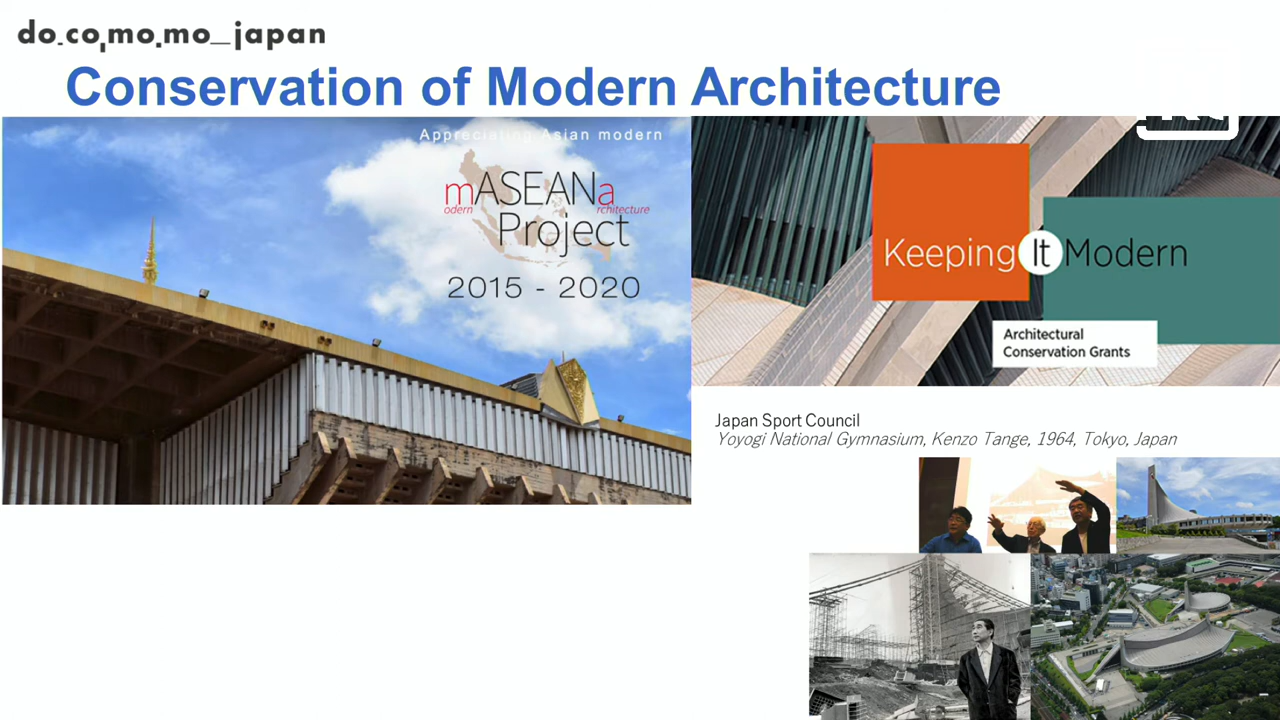 do.co,mo.mo_japan
Conservation of Modern Architecture
Appreciating Asian modern
mASEANa
odern rchitecture
Project
2015 - 2020
Keeping It Modern
Architectural
Conservation Grants
Japan Sport Council
Yoyogi National Gymnasium, Kenzo Tange, 1964, Tokyo, Japan